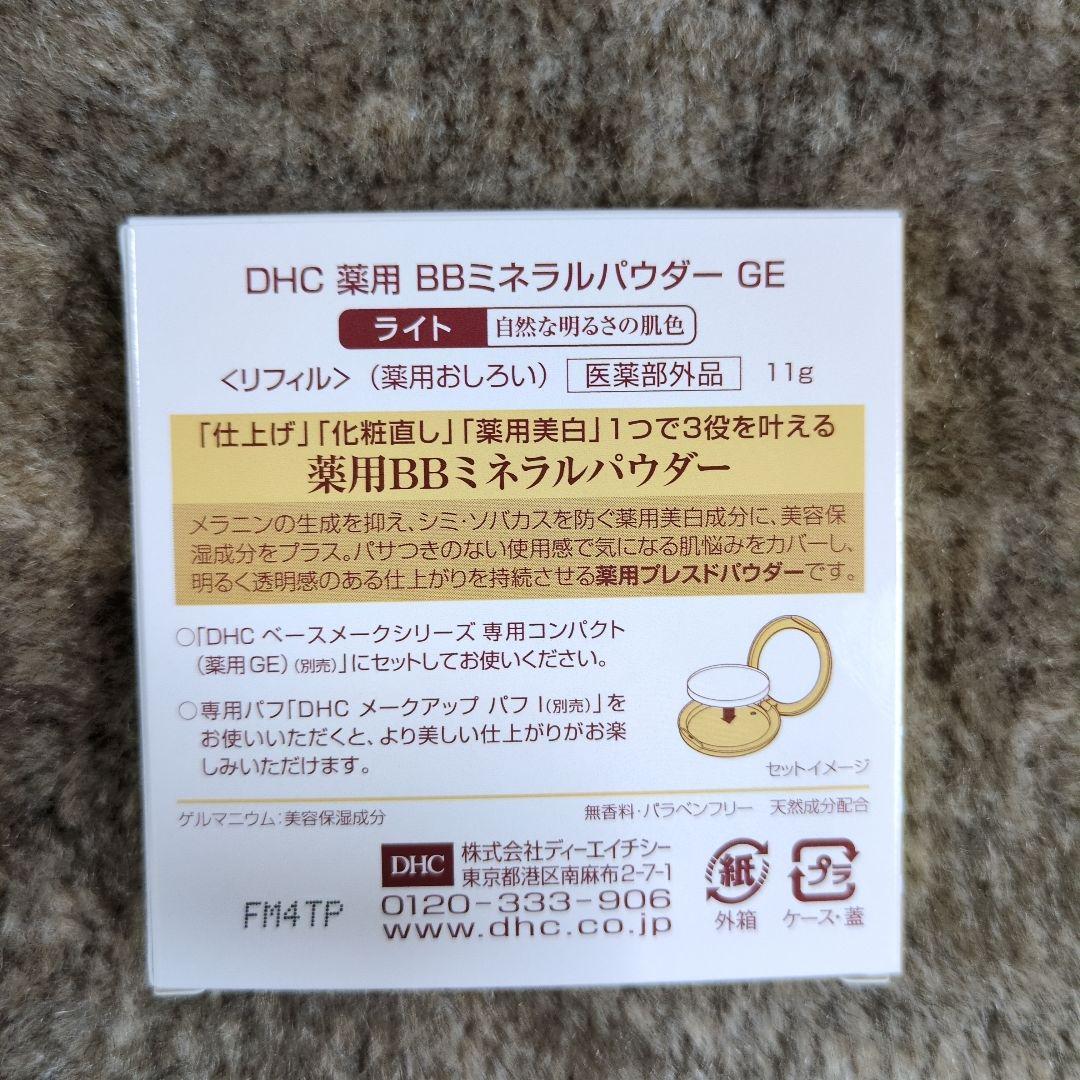 DHC 薬用 BBミネラルパウダー GE
ライト 自然な明るさの肌色
＜リフィル＞（薬用おしろい） 医薬部外品 11g
「仕上げ」「化粧直し」「薬用美白」1つで3役を叶える
薬用BBミネラルパウダー
メラニンの生成を抑え、シミ・ソバカスを防ぐ薬用美白成分に、美容保
湿成分をプラス。パサつきのない使用感で気になる肌悩みをカバーし、
明るく透明感のある仕上がりを持続させる薬用プレスドパウダーです。
○「DHC ベースメークシリーズ 専用コンパクト
（薬用GE）（別売）」にセットしてお使いください。
○専用パフ「DHC メークアップ パフ I（別売）」を
お使いいただくと、より美しい仕上がりがお楽
しみいただけます。
セットイメージ
ゲルマニウム：美容保湿成分
無香料・パラベンフリー 天然成分配合
DHC 株式会社ディーエイチシー
東京都港区南麻布2-7-1
0120-333-906
www.dhc.co.jp
FM4TP
紙
外箱
プラ
ケース・蓋